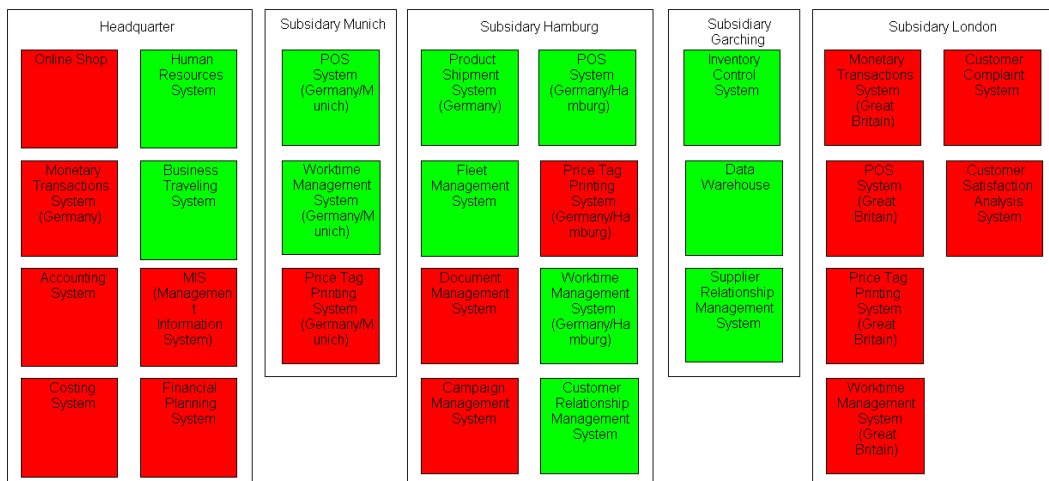 Headquarter
Online Shop
Human
Resources
System
Monetary
Transactions
System
(Germany)
Business
Traveling
System
Accounting
System
MIS
(Managemen
t
Information
System)
Costing
System
Financial
Planning
System
Subsidary Munich
POS
System
(Germany/M
unich)
Worktime
Management
System
(Germany/M
unich)
Price Tag
Printing
System
(Germany/M
unich)
Subsidary Hamburg
Product
Shipment
System
(Germany)
POS
System
(Germany/Ha
mburg)
Fleet
Management
System
Price Tag
Printing
System
(Germany/Ha
mburg)
Document
Management
System
Worktime
Management
System
(Germany/Ha
mburg)
Campaign
Management
System
Customer
Relationship
Management
System
Subsidiary
Garching
Inventory
Control
System
Data
Warehouse
Supplier
Relationship
Management
System
Subsidary London
Monetary
Transactions
System
(Great
Britain)
Customer
Complaint
System
POS
System
(Great
Britain)
Customer
Satisfaction
Analysis
System
Price Tag
Printing
System
(Great
Britain)
Worktime
Management
System
(Great
Britain)